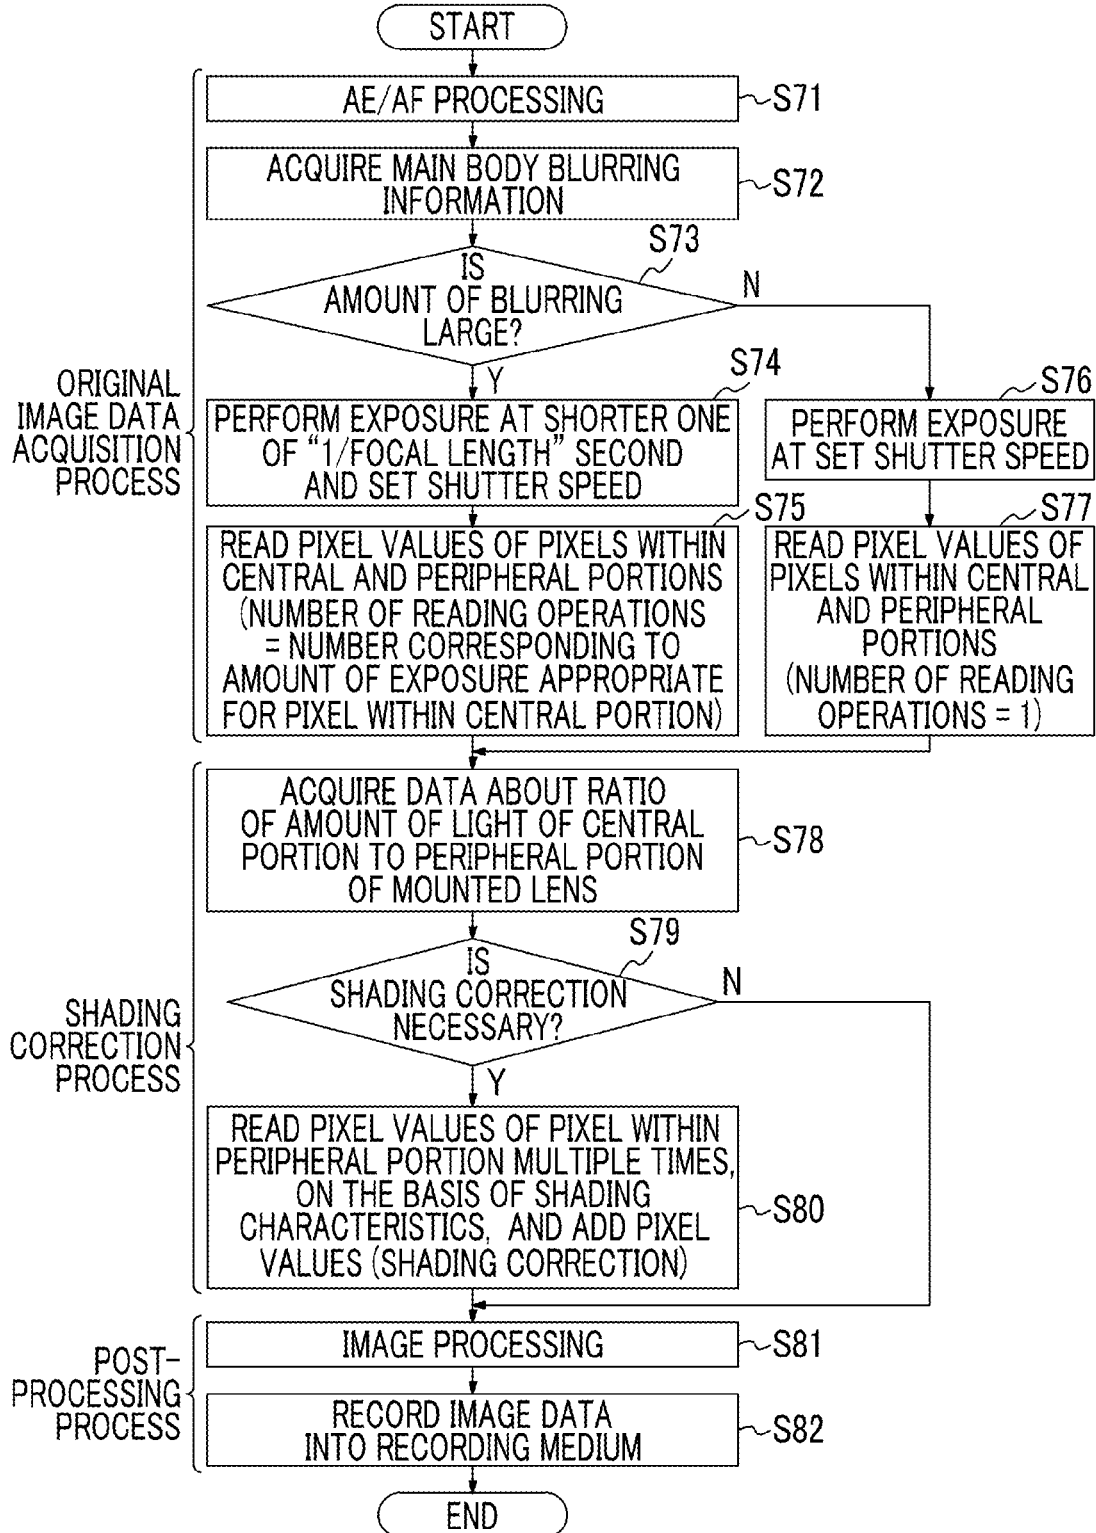 START
AE/AF PROCESSING
S71
ACQUIRE MAIN BODY BLURRING
INFORMATION
S72
S73
IS
AMOUNT OF BLURRING
LARGE?
N
Y
ORIGINAL
IMAGE DATA
ACQUISITION
PROCESS
S74
PERFORM EXPOSURE AT SHORTER ONE
OF “1/FOCAL LENGTH” SECOND
AND SET SHUTTER SPEED
S76
PERFORM EXPOSURE
AT SET SHUTTER SPEED
S75
READ PIXEL VALUES OF PIXELS WITHIN
CENTRAL AND PERIPHERAL PORTIONS
(NUMBER OF READING OPERATIONS
= NUMBER CORRESPONDING TO
AMOUNT OF EXPOSURE APPROPRIATE
FOR PIXEL WITHIN CENTRAL PORTION)
S77
READ PIXEL VALUES OF
PIXELS WITHIN CENTRAL
AND PERIPHERAL
PORTIONS
(NUMBER OF READING
OPERATIONS = 1)
ACQUIRE DATA ABOUT RATIO
OF AMOUNT OF LIGHT OF CENTRAL
PORTION TO PERIPHERAL PORTION
OF MOUNTED LENS
S78
S79
IS
SHADING CORRECTION
NECESSARY?
N
Y
SHADING
CORRECTION
PROCESS
READ PIXEL VALUES OF PIXEL WITHIN
PERIPHERAL PORTION MULTIPLE TIMES,
ON THE BASIS OF SHADING
CHARACTERISTICS, AND ADD PIXEL
VALUES (SHADING CORRECTION)
S80
IMAGE PROCESSING
S81
POST-
PROCESSING
PROCESS
RECORD IMAGE DATA
INTO RECORDING MEDIUM
S82
END